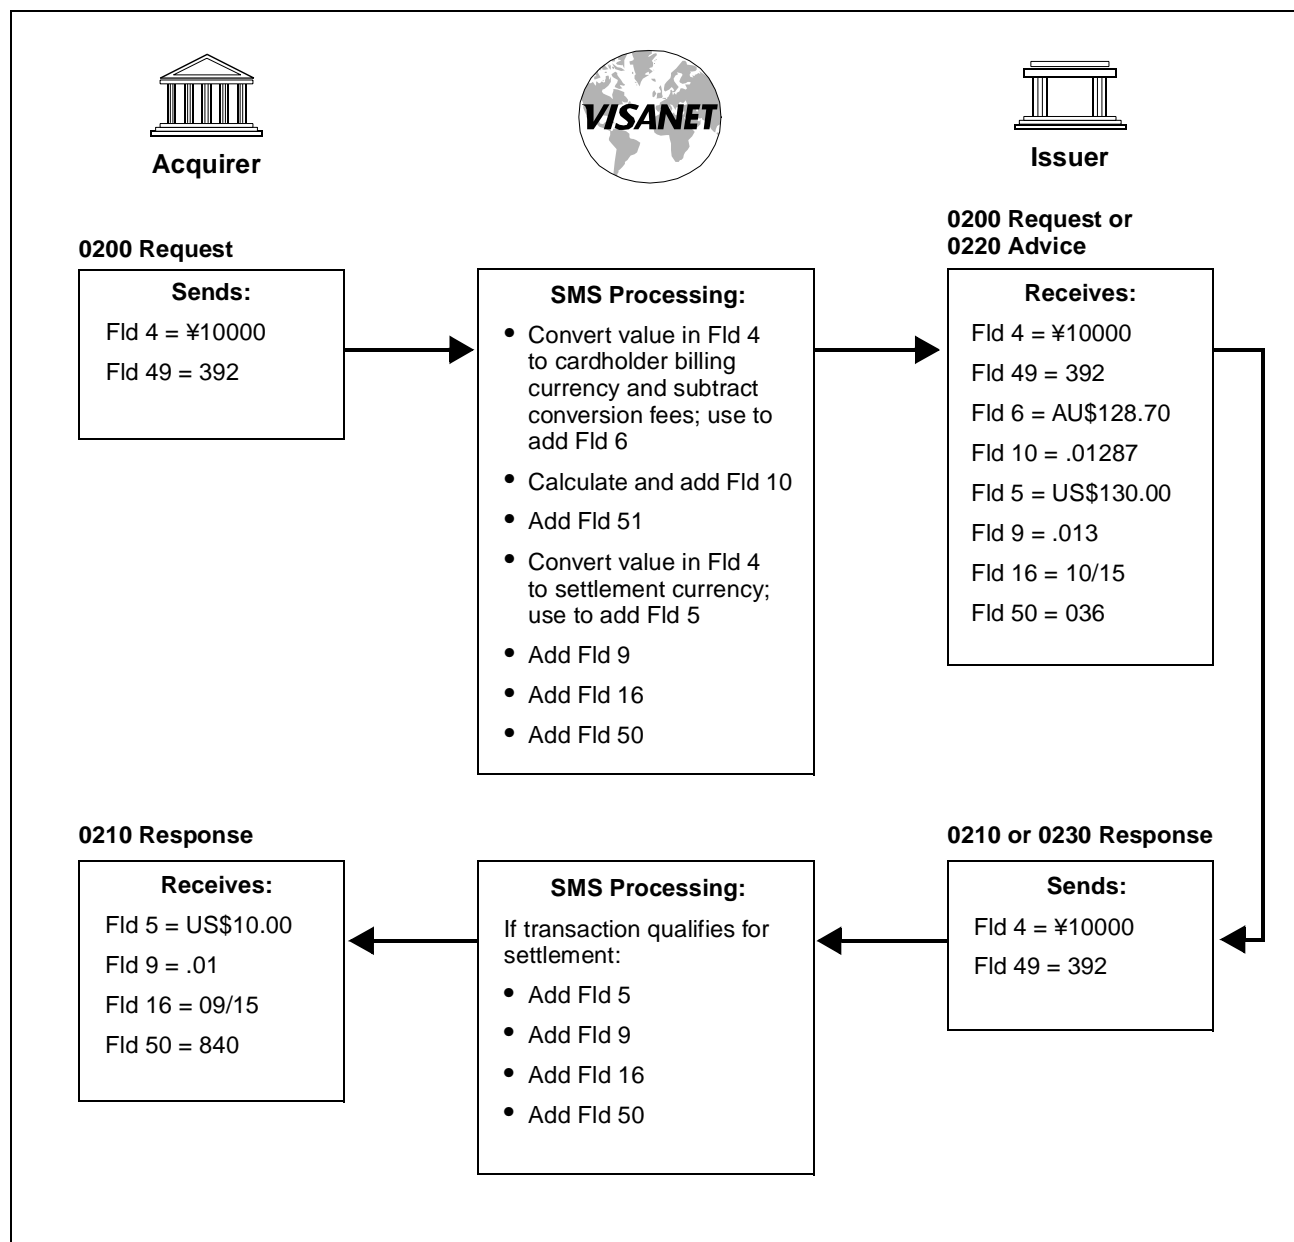 VISANET
Acquirer
Issuer
0200 Request
0200 Request or
0220 Advice
Sends:
Fld 4 = ¥10000
Fld 49 = 392
SMS Processing:
• Convert value in Fld 4
to cardholder billing
currency and subtract
conversion fees; use to
add Fld 6
• Calculate and add Fld 10
• Add Fld 51
• Convert value in Fld 4
to settlement currency;
use to add Fld 5
• Add Fld 9
• Add Fld 16
• Add Fld 50
Receives:
Fld 4 = ¥10000
Fld 49 = 392
Fld 6 = AU$128.70
Fld 10 = .01287
Fld 5 = US$130.00
Fld 9 = .013
Fld 16 = 10/15
Fld 50 = 036
0210 Response
Receives:
Fld 5 = US$10.00
Fld 9 = .01
Fld 16 = 09/15
Fld 50 = 840
SMS Processing:
If transaction qualifies for
settlement:
• Add Fld 5
• Add Fld 9
• Add Fld 16
• Add Fld 50
0210 or 0230 Response
Sends:
Fld 4 = ¥10000
Fld 49 = 392